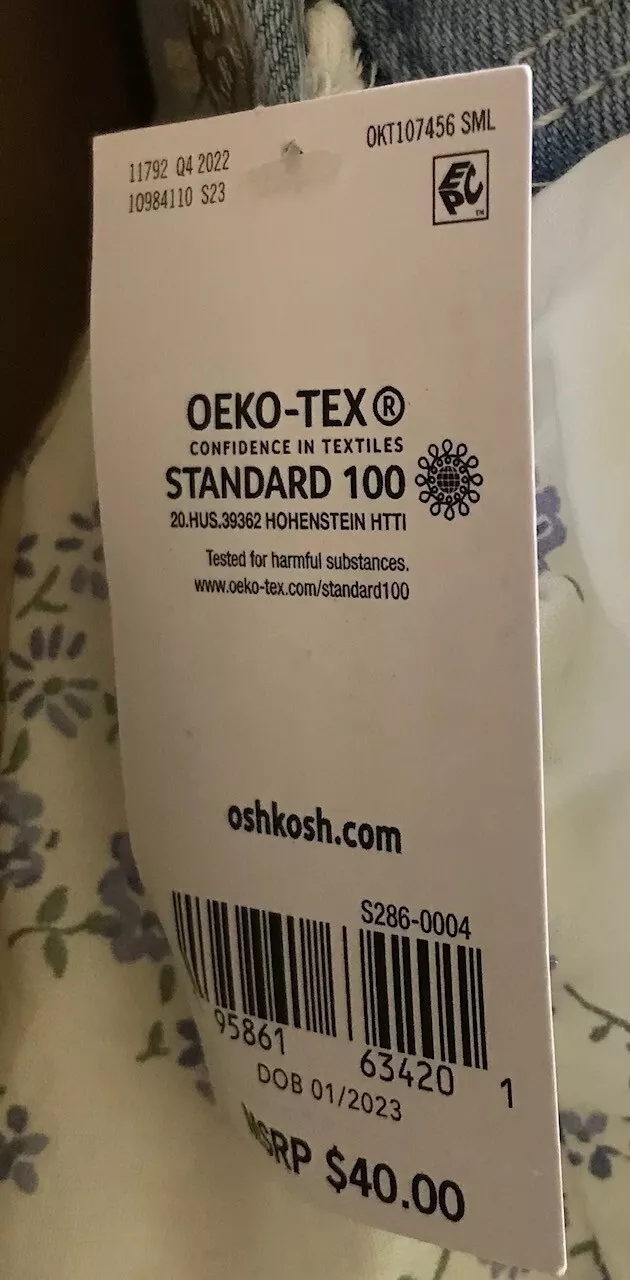 11792 Q4 2022
10984110 S23
OKT107456 SML
EPC™
OEKO-TEX®
CONFIDENCE IN TEXTILES
STANDARD 100
20.HUS.39362 HOHENSTEIN HTTI
Tested for harmful substances.
www.oeko-tex.com/standard100
oshkosh.com
S286-0004
95861 63420 1
DOB 01/2023
MSRP $40.00